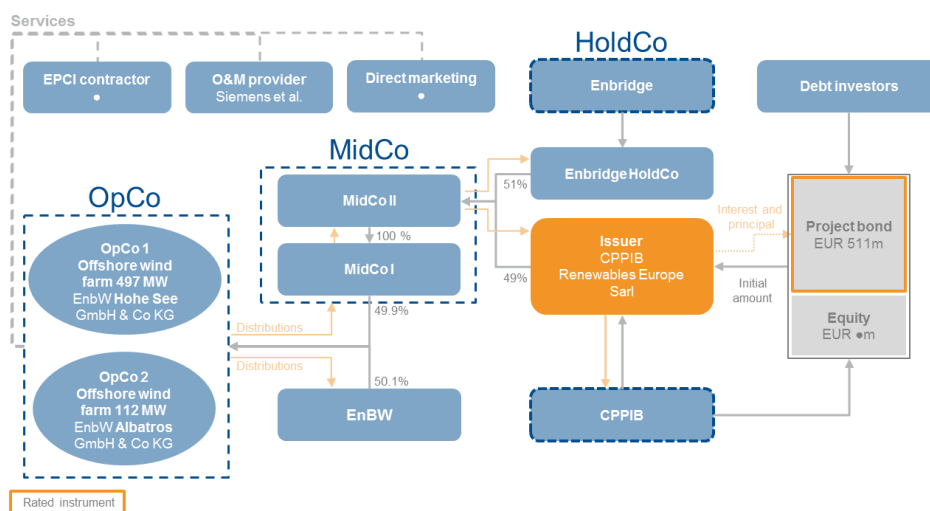 Services
HoldCo
EPCI contractor
●
O&M provider
Siemens et al.
Direct marketing
●
Enbridge
Debt investors
MidCo
EnbridgeHoldCo
51%
MidCo II
OpCo
100 %
Interest and
principal
Project bond
EUR 511m
Issuer
CPPIB
Renewables Europe
Sarl
OpCo 1
Offshore wind
farm 497 MW
EnbW Hohe See
GmbH & Co KG
MidCo I
49%
Initial
amount
49.9%
Equity
EUR ●m
Distributions
Distributions
50.1%
OpCo 2
Offshore wind
farm 112 MW
EnbW Albatros
GmbH & Co KG
EnBW
CPPIB
Rated instrument